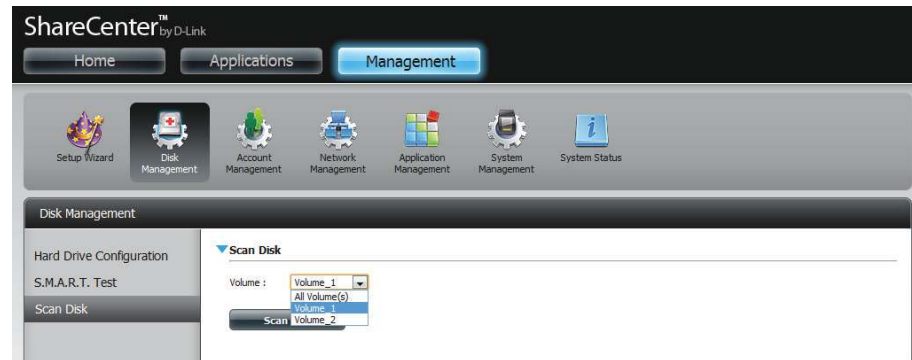 ShareCenter™ by D-Link
Home Applications Management
Setup Wizard
Disk Management
Account Management
Network Management
Application Management
System Management
System Status
Disk Management
Hard Drive Configuration
S.M.A.R.T. Test
Scan Disk
Scan Disk
Volume : Volume_1
All Volume(s)
Volume_1
Volume_2
Scan